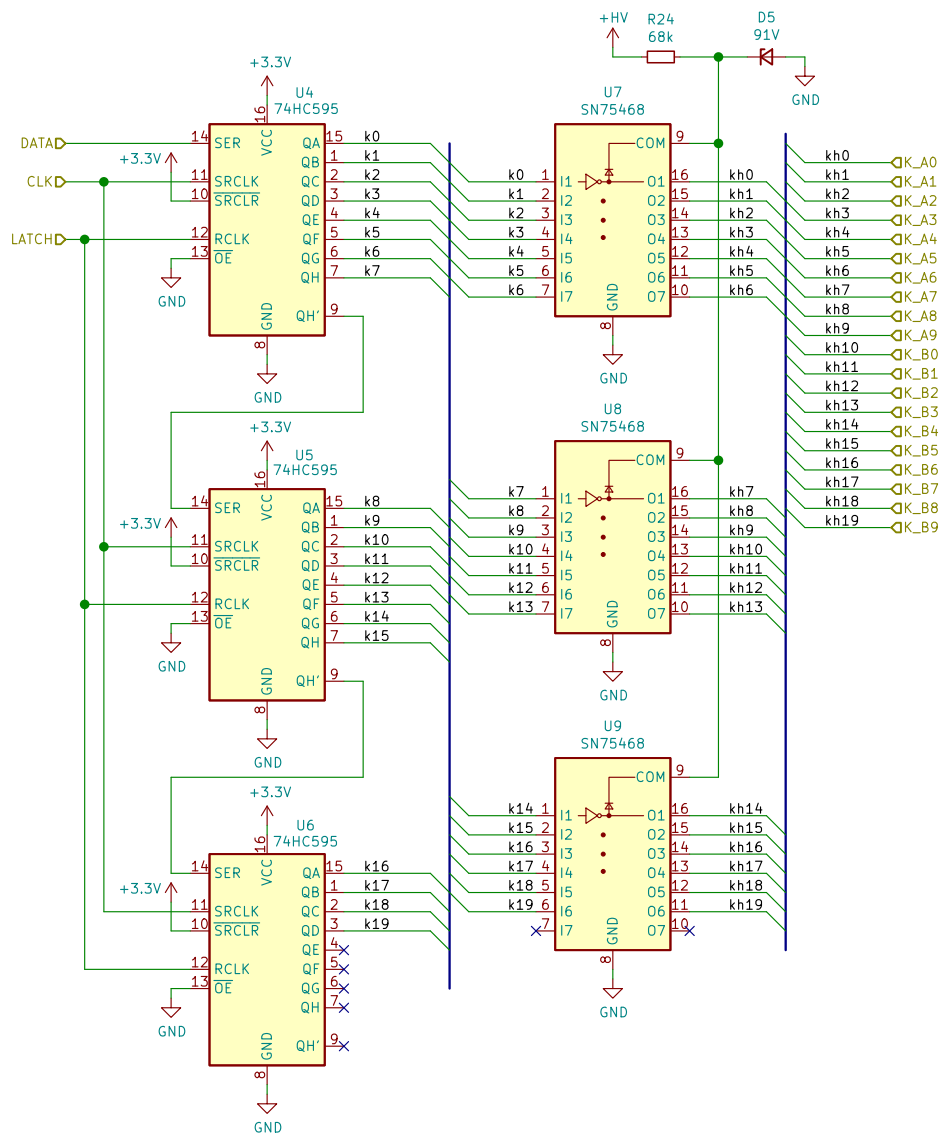 +HV
R24
68k
D5
91V
GND
+3.3V
U4
74HC595
DATA
CLK
LATCH
+3.3V
GND
14 SER
11 SRCLK
10 SRCLR
12 RCLK
13 OE
16 VCC
QA 15 k0
QB 1 k1
QC 2 k2
QD 3 k3
QE 4 k4
QF 5 k5
QG 6 k6
QH 7 k7
QH' 9
GND 8
GND
U7
SN75468
k0 1 I1
k1 2 I2
k2 3 I3
k3 4 I4
k4 5 I5
k5 6 I6
k6 7 I7
COM 9
O1 16 kh0
O2 15 kh1
O3 14 kh2
O4 13 kh3
O5 12 kh4
O6 11 kh5
O7 10 kh6
GND 8
GND
kh0 K_A0
kh1 K_A1
kh2 K_A2
kh3 K_A3
kh4 K_A4
kh5 K_A5
kh6 K_A6
kh7 K_A7
kh8 K_A8
kh9 K_A9
kh10 K_B0
kh11 K_B1
kh12 K_B2
kh13 K_B3
kh14 K_B4
kh15 K_B5
kh16 K_B6
kh17 K_B7
kh18 K_B8
kh19 K_B9
+3.3V
U5
74HC595
+3.3V
GND
14 SER
11 SRCLK
10 SRCLR
12 RCLK
13 OE
16 VCC
QA 15 k8
QB 1 k9
QC 2 k10
QD 3 k11
QE 4 k12
QF 5 k13
QG 6 k14
QH 7 k15
QH' 9
GND 8
GND
U8
SN75468
k7 1 I1
k8 2 I2
k9 3 I3
k10 4 I4
k11 5 I5
k12 6 I6
k13 7 I7
COM 9
O1 16 kh7
O2 15 kh8
O3 14 kh9
O4 13 kh10
O5 12 kh11
O6 11 kh12
O7 10 kh13
GND 8
GND
+3.3V
U6
74HC595
+3.3V
GND
14 SER
11 SRCLK
10 SRCLR
12 RCLK
13 OE
16 VCC
QA 15 k16
QB 1 k17
QC 2 k18
QD 3 k19
QE 4
QF 5
QG 6
QH 7
QH' 9
GND 8
GND
U9
SN75468
k14 1 I1
k15 2 I2
k16 3 I3
k17 4 I4
k18 5 I5
k19 6 I6
7 I7
COM 9
O1 16 kh14
O2 15 kh15
O3 14 kh16
O4 13 kh17
O5 12 kh18
O6 11 kh19
O7 10
GND 8
GND